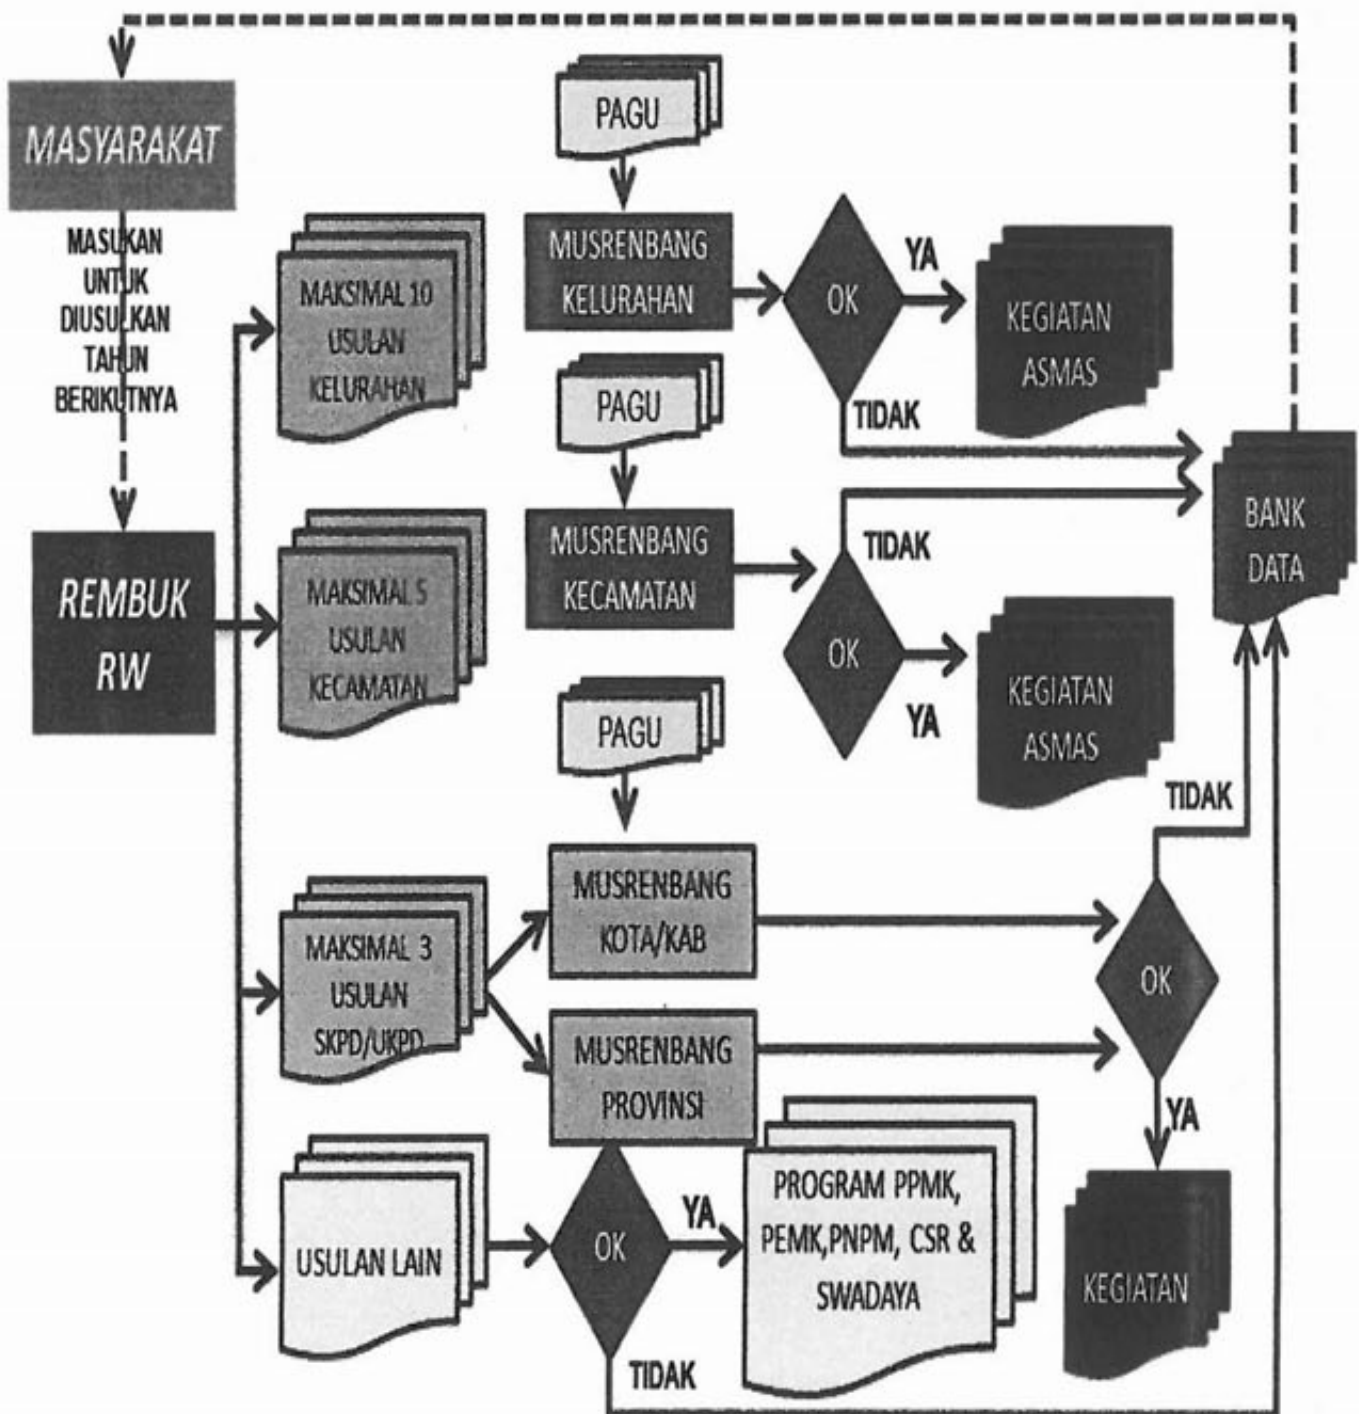 MASYARAKAT
MASUKAN
UNTUK
DIUSULKAN
TAHUN
BERIKUTNYA
REMBUK
RW
MAKSIMAL 10
USULAN
KELURAHAN
MAKSIMAL 5
USULAN
KECAMATAN
MAKSIMAL 3
USULAN
SKPD/UKPD
USULAN LAIN
PAGU
MUSRENBANG
KELURAHAN
OK
YA
TIDAK
KEGIATAN
ASMAS
PAGU
MUSRENBANG
KECAMATAN
TIDAK
OK
YA
KEGIATAN
ASMAS
BANK
DATA
PAGU
MUSRENBANG
KOTA/KAB
MUSRENBANG
PROVINSI
TIDAK
OK
YA
KEGIATAN
OK
YA
TIDAK
PROGRAM PPMK,
PEMK,PNPM, CSR &
SWADAYA